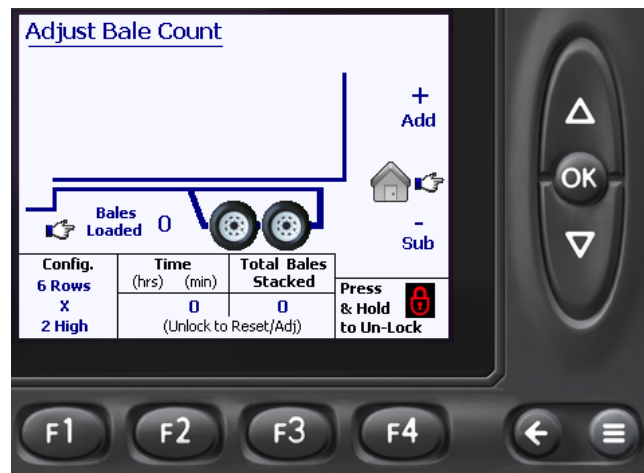 Adjust Bale Count
+
Add
Bales
Loaded 0
-
Sub
Config.
6 Rows
X
2 High
Time
(hrs) (min)
0
Total Bales
Stacked
0
(Unlock to Reset/Adj)
Press
& Hold
to Un-Lock
OK
F1 F2 F3 F4